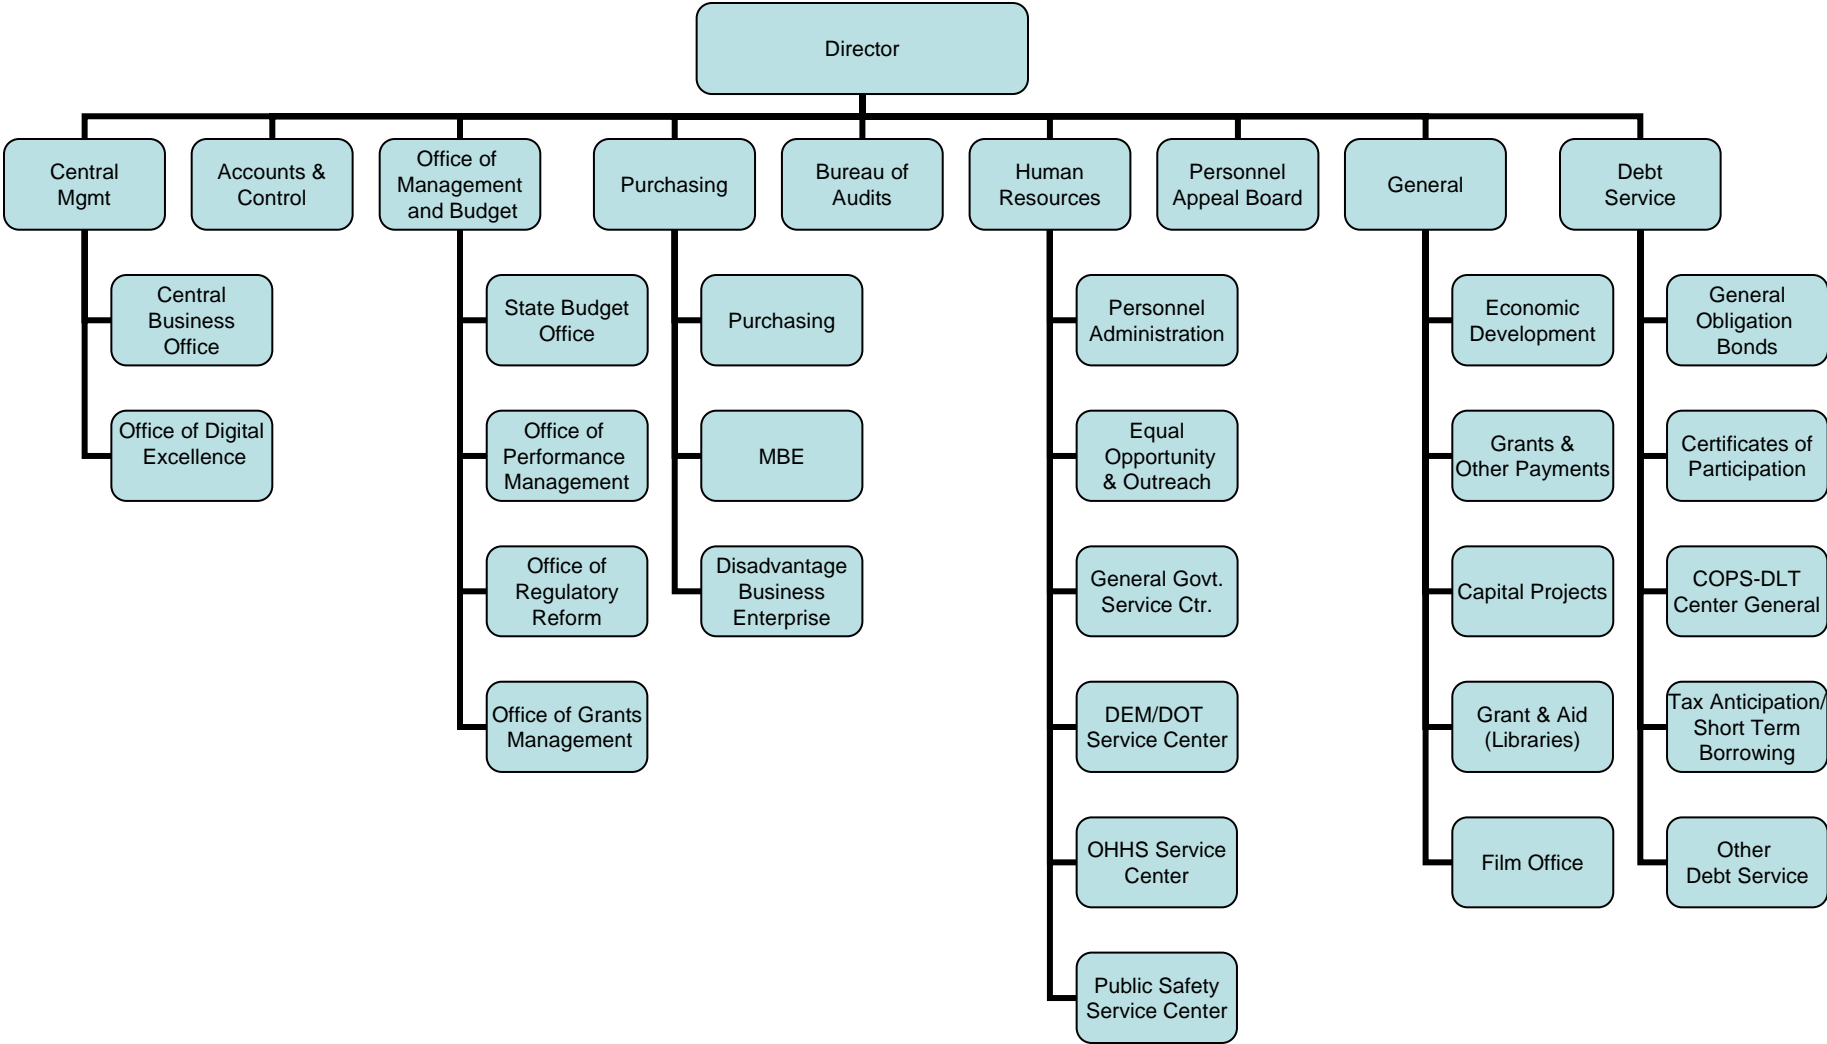 Director
Central
Mgmt
Accounts &
Control
Office of
Management
and Budget
Purchasing
Bureau of
Audits
Human
Resources
Personnel
Appeal Board
General
Debt
Service
Central
Business
Office
Office of Digital
Excellence
State Budget
Office
Office of
Performance
Management
Office of
Regulatory
Reform
Office of Grants
Management
Purchasing
MBE
Disadvantage
Business
Enterprise
Personnel
Administration
Equal
Opportunity
& Outreach
General Govt.
Service Ctr.
DEM/DOT
Service Center
OHHS Service
Center
Public Safety
Service Center
Economic
Development
Grants &
Other Payments
Capital Projects
Grant & Aid
(Libraries)
Film Office
General
Obligation
Bonds
Certificates of
Participation
COPS-DLT
Center General
Tax Anticipation/
Short Term
Borrowing
Other
Debt Service